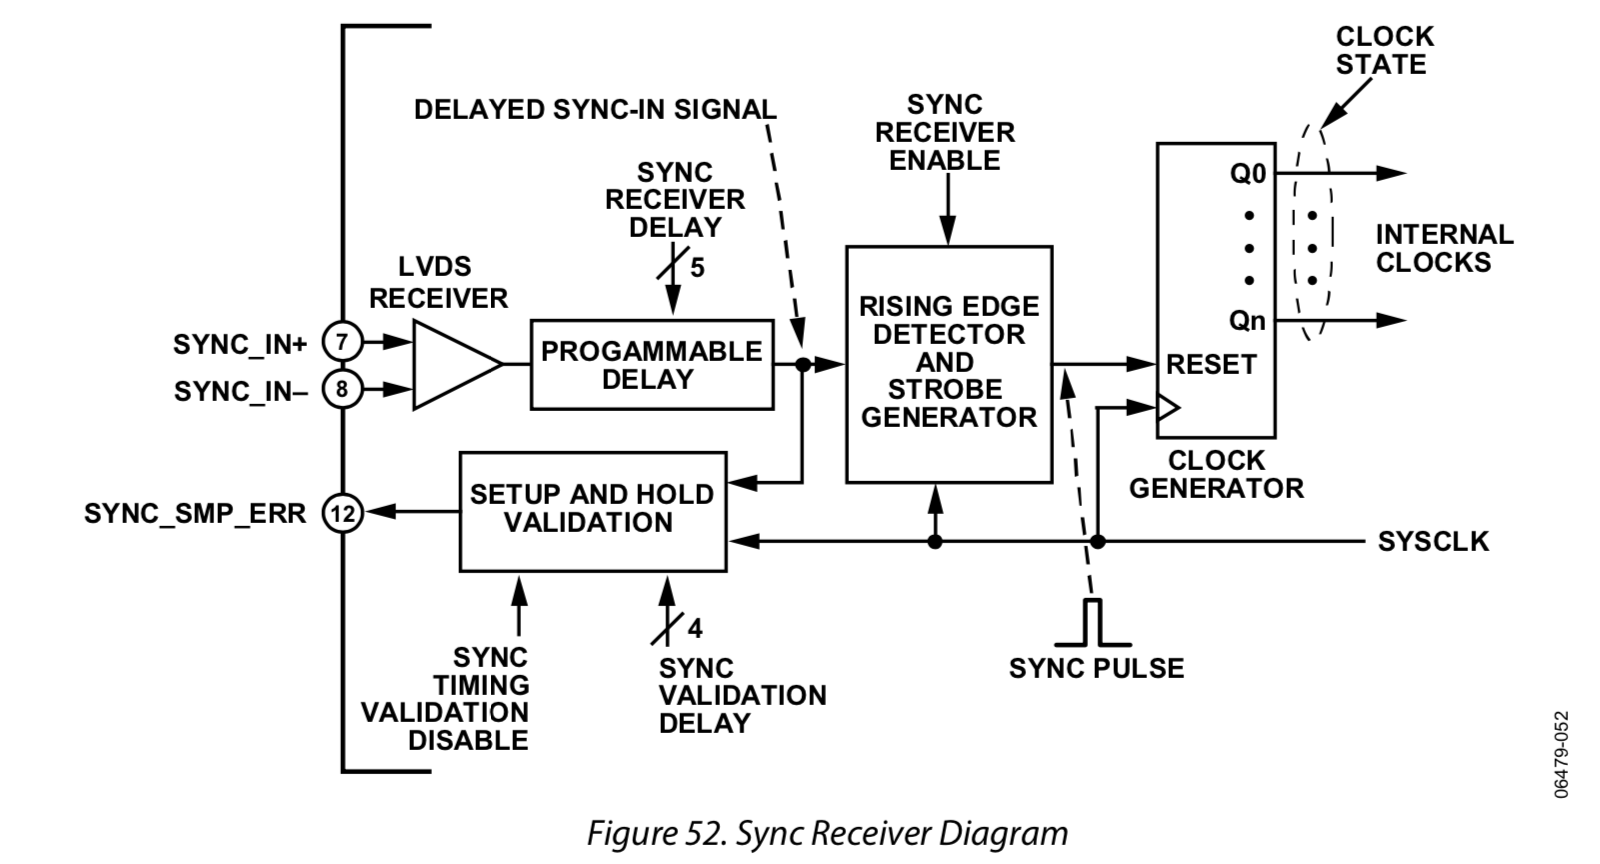 CLOCK
STATE
DELAYED SYNC-IN SIGNAL
SYNC
RECEIVER
ENABLE
SYNC
RECEIVER
DELAY
5
LVDS
RECEIVER
Q0
INTERNAL
CLOCKS
Qn
SYNC_IN+
7
SYNC_IN–
8
PROGAMMABLE
DELAY
RISING EDGE
DETECTOR
AND
STROBE
GENERATOR
RESET
CLOCK
GENERATOR
SETUP AND HOLD
VALIDATION
SYNC_SMP_ERR
12
SYSCLK
SYNC
TIMING
VALIDATION
DISABLE
4
SYNC
VALIDATION
DELAY
SYNC PULSE
06479-052
Figure 52. Sync Receiver Diagram